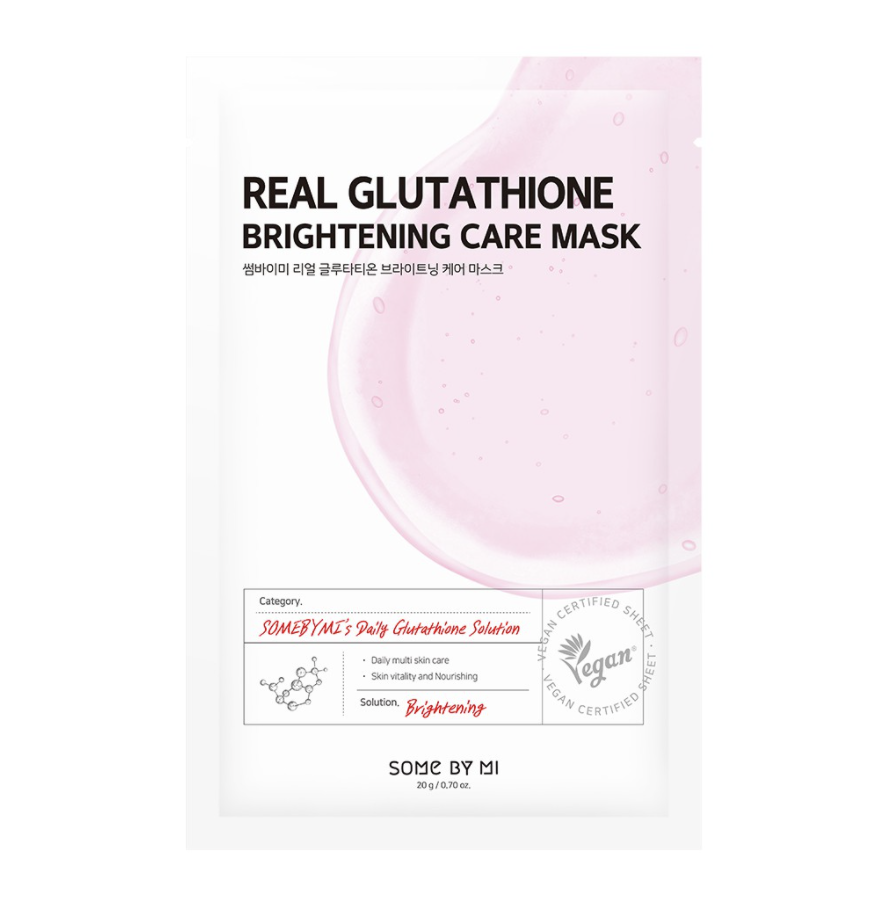 REAL GLUTATHIONE
BRIGHTENING CARE MASK
썸바이미 리얼 글루타티온 브라이트닝 케어 마스크
Category.
SOMEBYMI's Daily Glutathione Solution
· Daily multi skin care
· Skin vitality and Nourishing
Solution. Brightening
VEGAN CERTIFIED SHEET · VEGAN CERTIFIED SHEET ·
Vegan®
SOME BY MI
20 g / 0.70 oz.